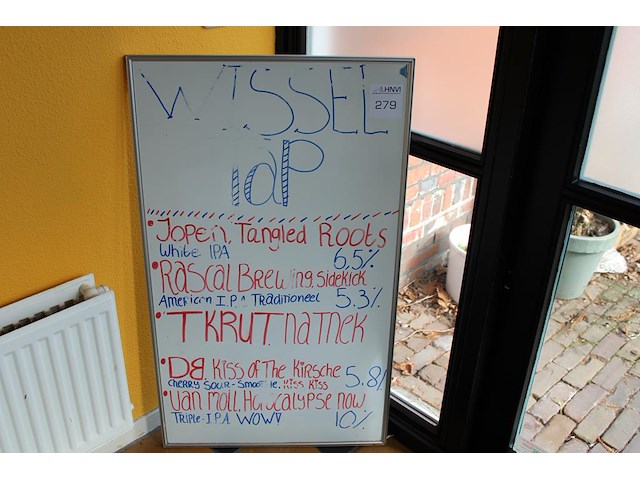 WISSEL
HNVI
279
TaP
Jopen, Tangled Roots
White IPA 6,5%
Rascal Brewing, Sidekick
American I.P.A Traditioneel 5.3%
TKRUT naTnek
DB. Kiss of The Kirsche
cherry Sour - Smoothie, Kiss Kiss 5.8%
van Moll, Hopcalypse now.
Triple-I.P.A. WOW! 10%